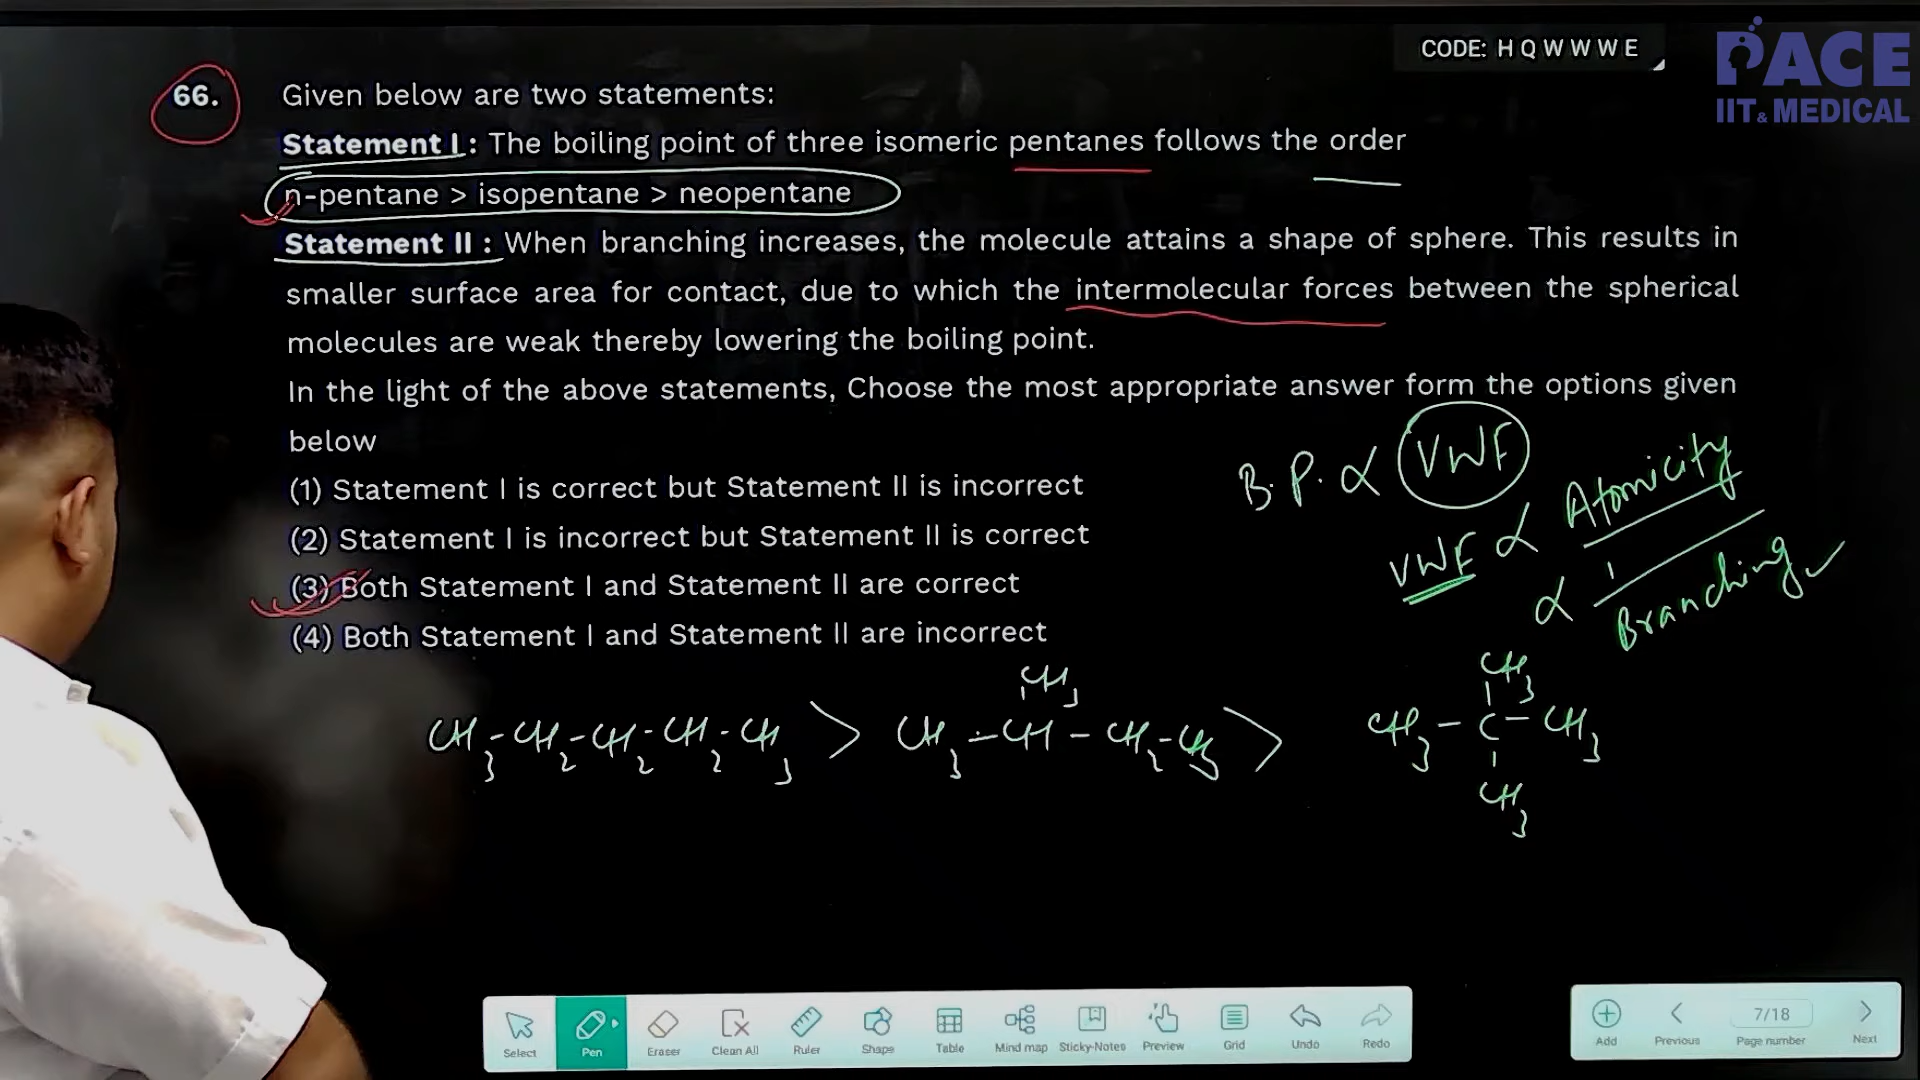 CODE: HQWWWE
PACE
IIT & MEDICAL
66. Given below are two statements:
Statement I : The boiling point of three isomeric pentanes follows the order
n-pentane > isopentane > neopentane
Statement II : When branching increases, the molecule attains a shape of sphere. This results in
smaller surface area for contact, due to which the intermolecular forces between the spherical
molecules are weak thereby lowering the boiling point.
In the light of the above statements, Choose the most appropriate answer form the options given
below
(1) Statement I is correct but Statement II is incorrect
(2) Statement I is incorrect but Statement II is correct
(3) Both Statement I and Statement II are correct
(4) Both Statement I and Statement II are incorrect
B.P. ∝ VWF
VWF ∝ Atomicity
∝ 1
Branching
CH3
CH3
CH3-CH2-CH2-CH2-CH3 > CH3-CH-CH2-CH3 > CH3-C-CH3
CH3
Select Pen Eraser Clean All Ruler Shape Table Mind map Sticky-Notes Preview Grid Undo Redo
Add Previous 7/18 Page number Next